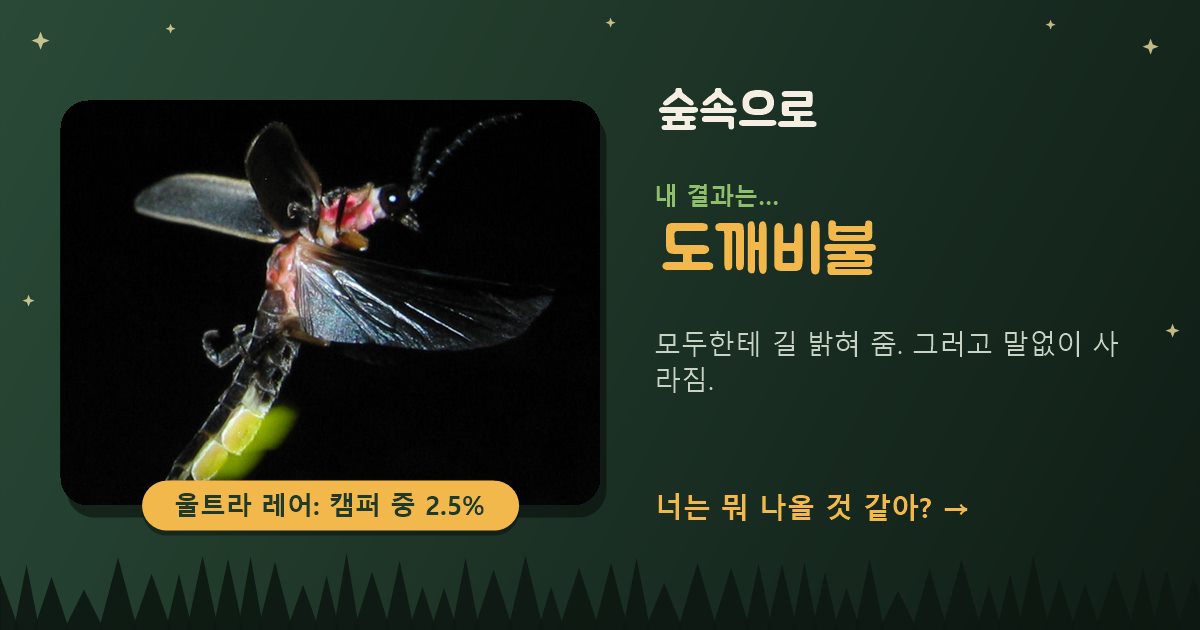 숲속으로
내 결과는...
도깨비불
모두한테 길 밝혀 줌. 그러고 말없이 사
라짐.
울트라 레어: 캠퍼 중 2.5%
너는 뭐 나올 것 같아? →